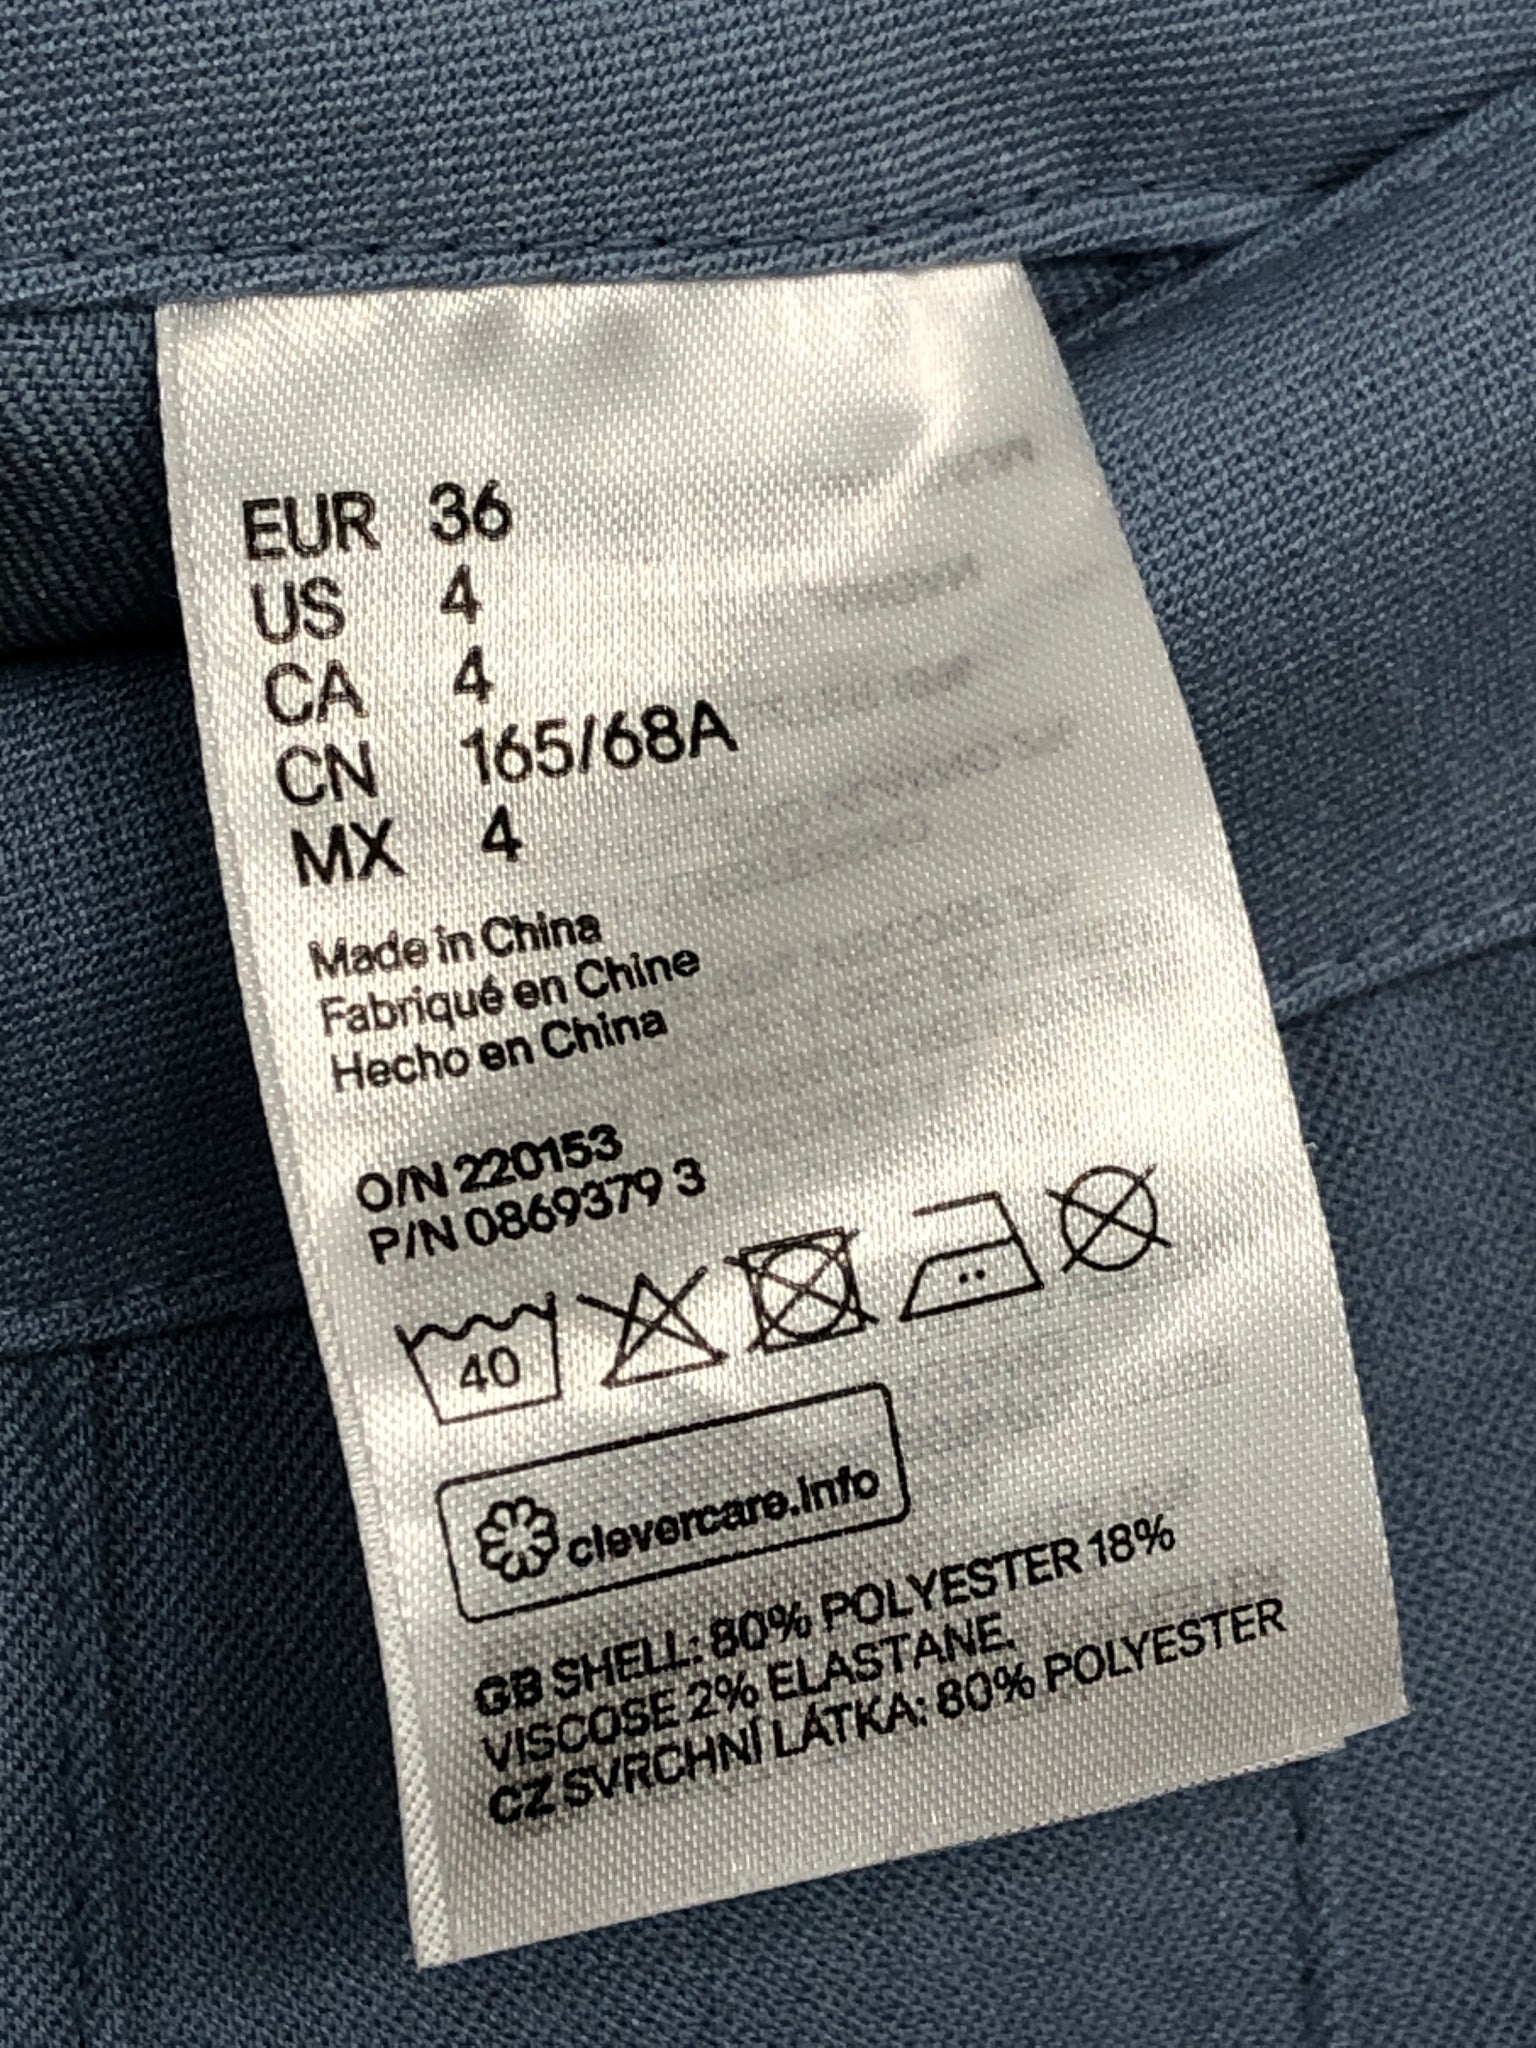 EUR 36
US 4
CA 4
CN 165/68A
MX 4
Made in China
Fabriqué en Chine
Hecho en China
O/N 220153
P/N 0869379 3
40
clevercare.info
GB SHELL: 80% POLYESTER 18%
VISCOSE 2% ELASTANE.
CZ SVRCHNÍ LÁTKA: 80% POLYESTER